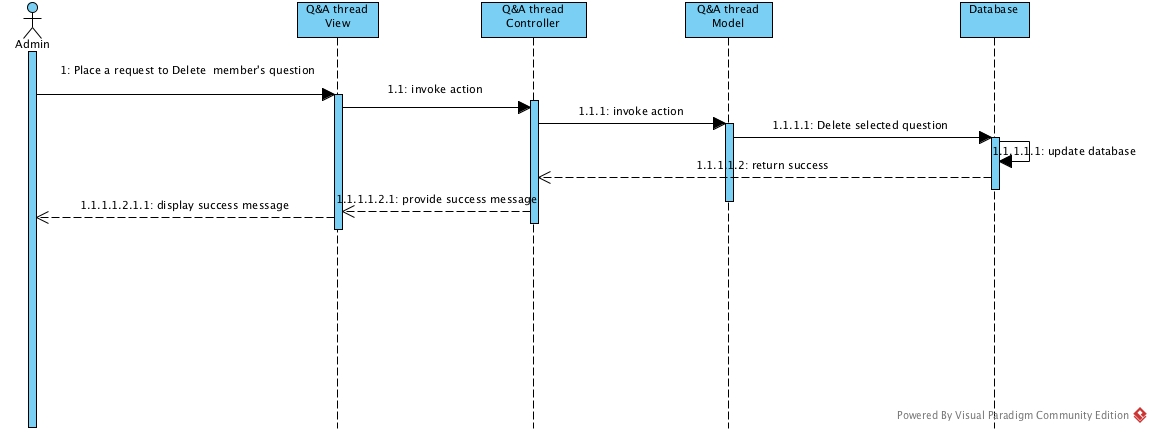 Q&A thread
View
Q&A thread
Controller
Q&A thread
Model
Database
Admin
1: Place a request to Delete  member's question
1.1: invoke action
1.1.1: invoke action
1.1.1.1: Delete selected question
1.1.1.1.1: update database
1.1.1.1.2: return success
1.1.1.1.2.1: provide success message
1.1.1.1.2.1.1: display success message
Powered By Visual Paradigm Community Edition